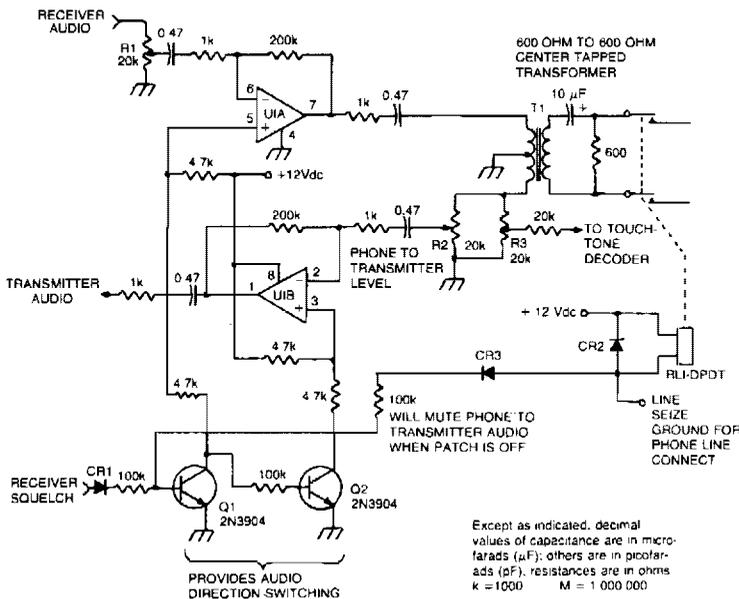 RECEIVER
AUDIO
R1
20k
0 47
1k
200k
6
5
7
4
UIA
1k
0.47
600 OHM TO 600 OHM
CENTER TAPPED
TRANSFORMER
10 µF
+
T1
600
4 7k
+12Vdc
200k
1k
0.47
PHONE TO
TRANSMITTER
LEVEL
R2
20k
R3
20k
20k
TO TOUCH-
TONE
DECODER
TRANSMITTER
AUDIO
1k
0 47
1
8
2
3
UIB
4 7k
4.7k
4.7k
+ 12 Vdc
CR2
RLI-DPDT
CR3
100k
WILL MUTE PHONE TO
TRANSMITTER AUDIO
WHEN PATCH IS OFF
LINE
SEIZE
GROUND FOR
PHONE LINE
CONNECT
RECEIVER
SQUELCH
CR1
100k
Q1
2N3904
100k
Q2
2N3904
PROVIDES AUDIO
DIRECTION SWITCHING
Except as indicated, decimal
values of capacitance are in micro-
farads (µF); others are in picofar-
ads (pF), resistances are in ohms
k =1000 M = 1 000 000